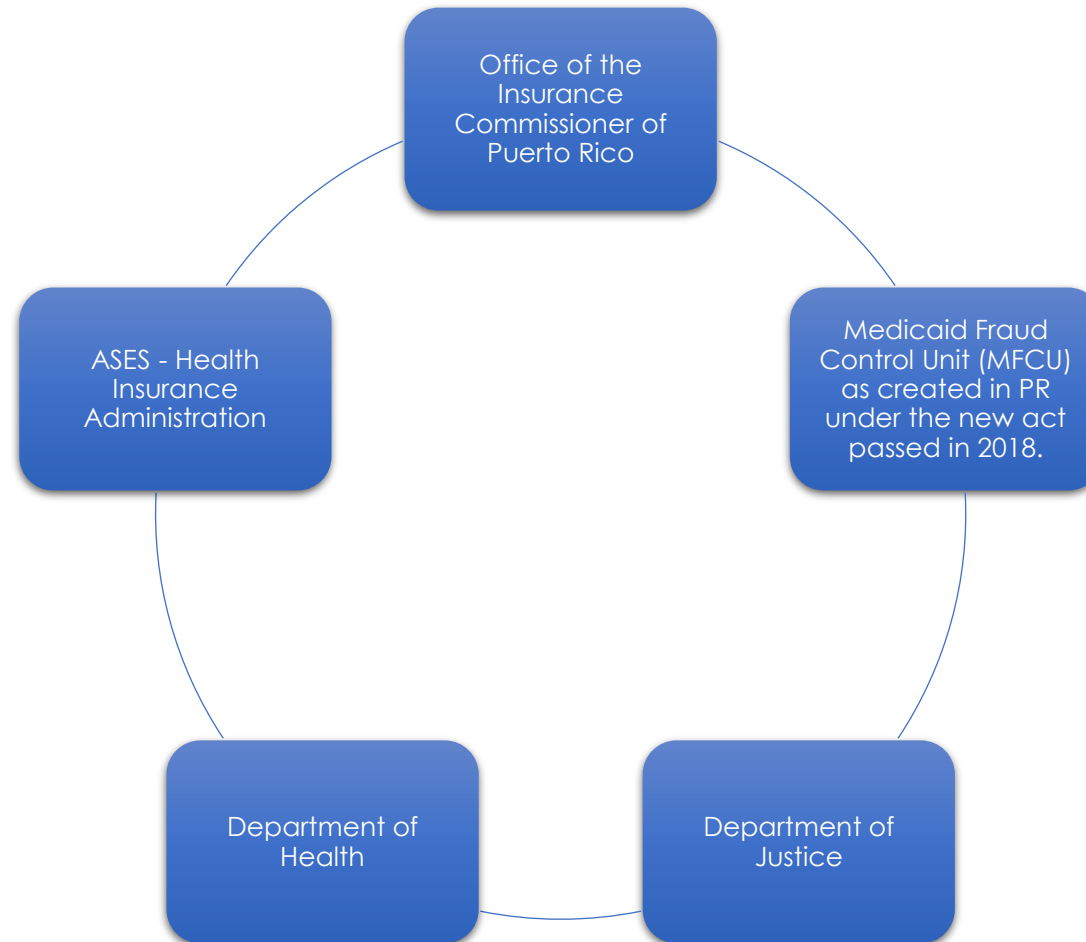 Office of the
Insurance
Commissioner of
Puerto Rico
Medicaid Fraud
Control Unit (MFCU)
as created in PR
under the new act
passed in 2018.
Department of
Justice
Department of
Health
ASES - Health
Insurance
Administration